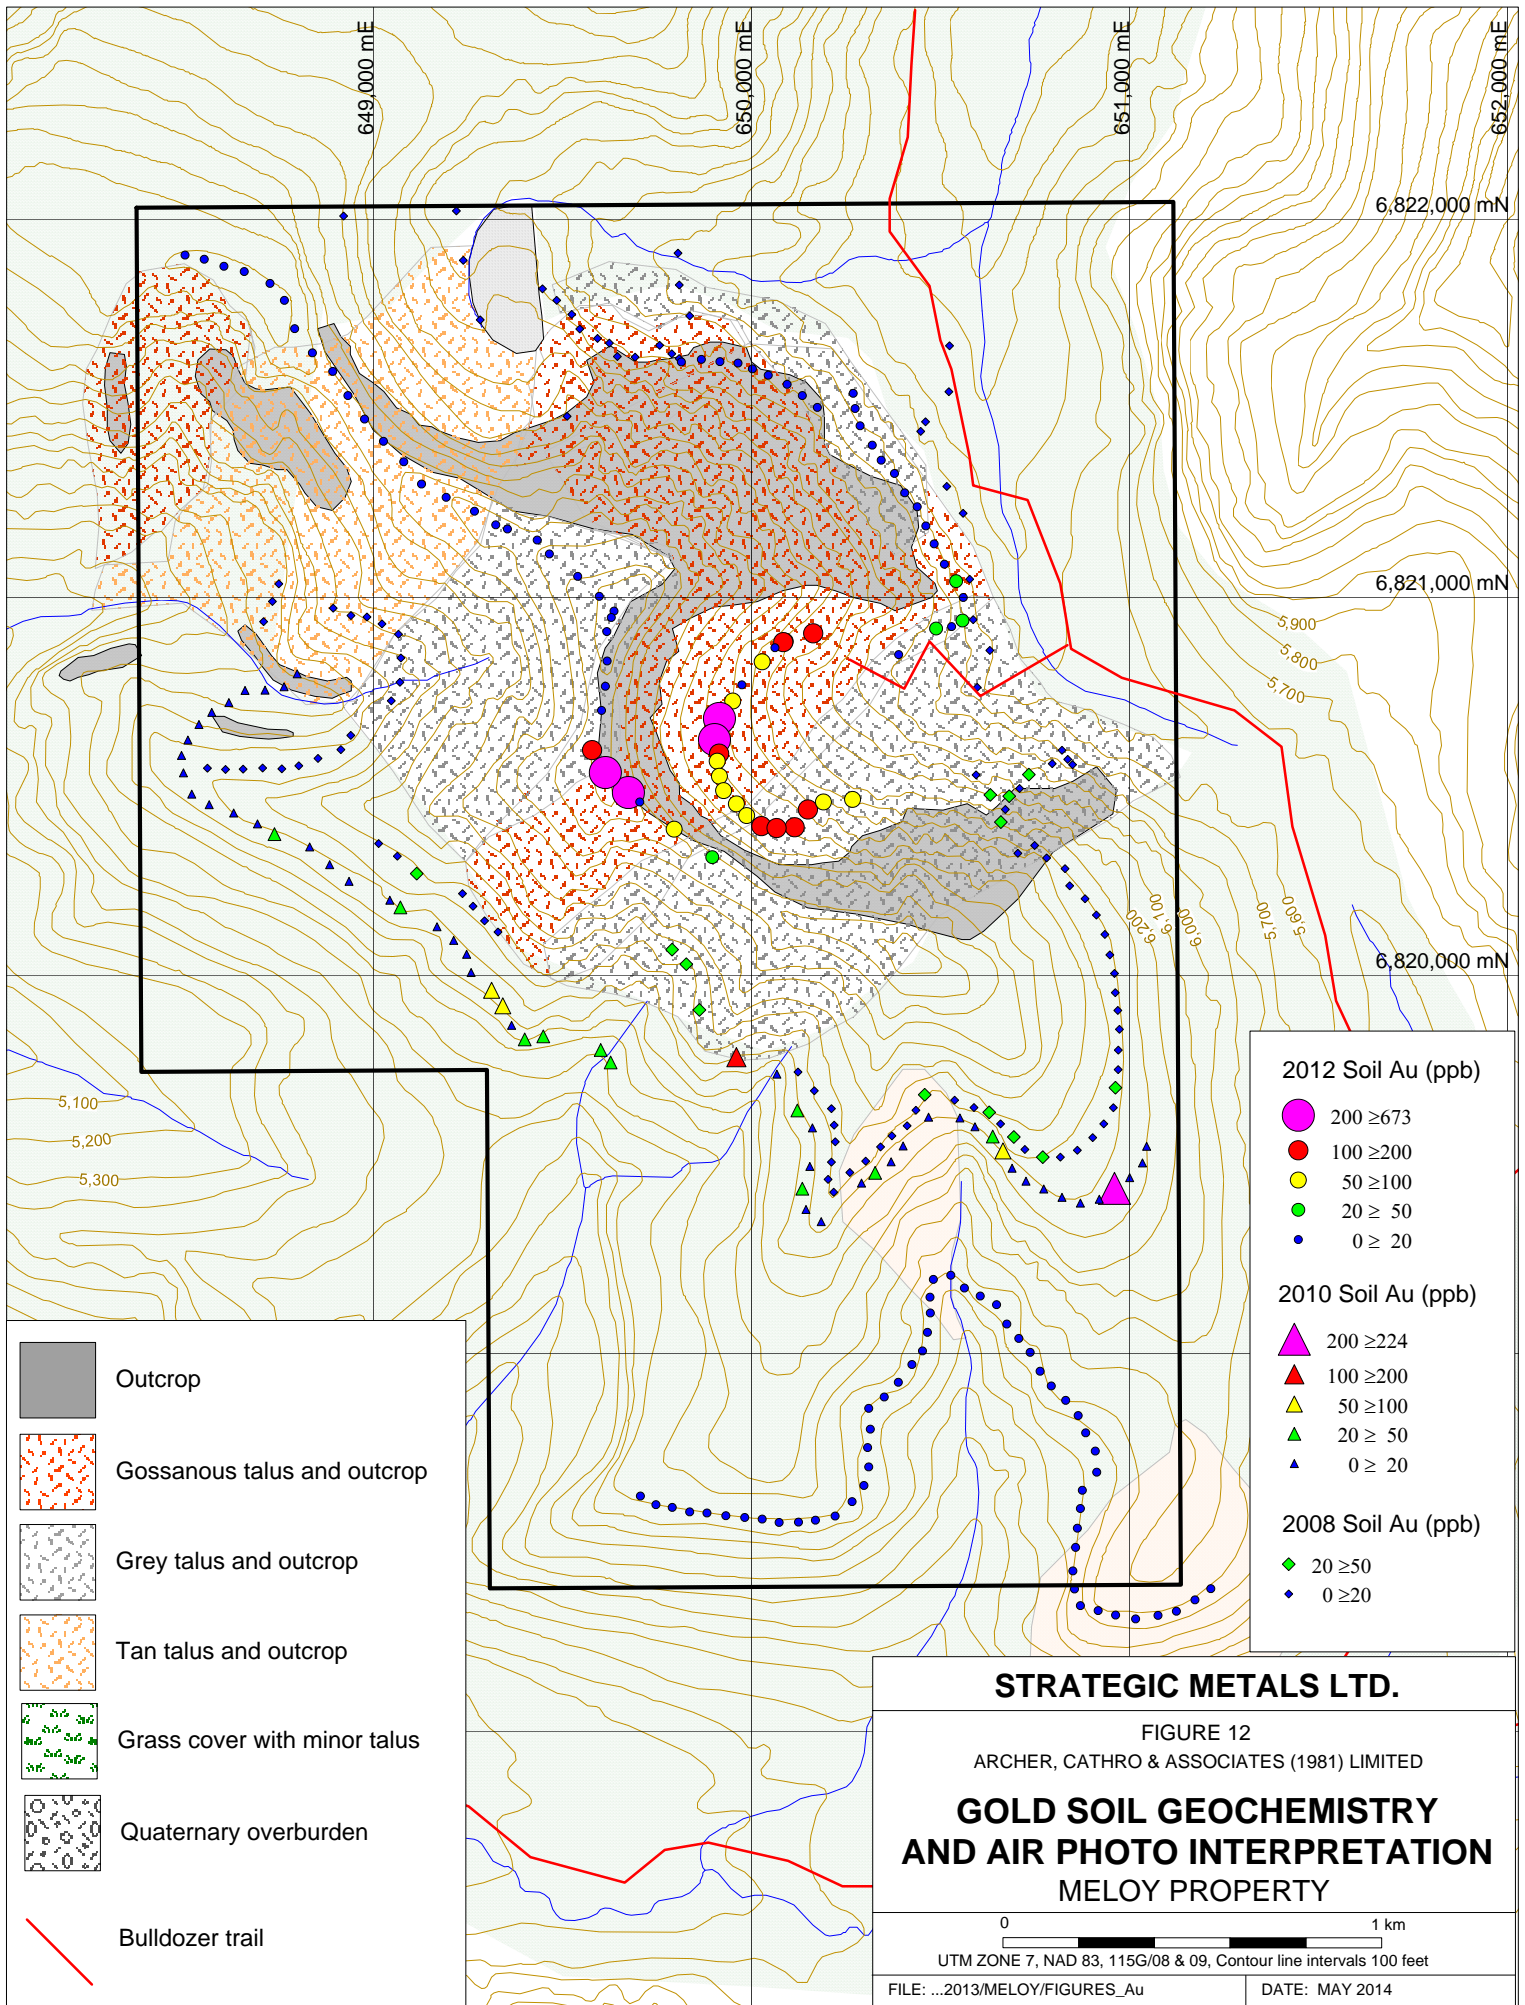 649,000 mE
650,000 mE
651,000 mE
652,000 mE
6,822,000 mN
6,821,000 mN
5,900
5,800
5,700
6,200
6,100
6,000
5,700
5,600
6,820,000 mN
5,100
5,200
5,300
2012 Soil Au (ppb)
200 ≥673
100 ≥200
50 ≥100
20 ≥ 50
0 ≥ 20
2010 Soil Au (ppb)
200 ≥224
100 ≥200
50 ≥100
20 ≥ 50
0 ≥ 20
2008 Soil Au (ppb)
20 ≥50
0 ≥20
Outcrop
Gossanous talus and outcrop
Grey talus and outcrop
Tan talus and outcrop
Grass cover with minor talus
Quaternary overburden
Bulldozer trail
STRATEGIC METALS LTD.
FIGURE 12
ARCHER, CATHRO & ASSOCIATES (1981) LIMITED
GOLD SOIL GEOCHEMISTRY
AND AIR PHOTO INTERPRETATION
MELOY PROPERTY
0 1 km
UTM ZONE 7, NAD 83, 115G/08 & 09, Contour line intervals 100 feet
FILE: ...2013/MELOY/FIGURES_Au DATE: MAY 2014